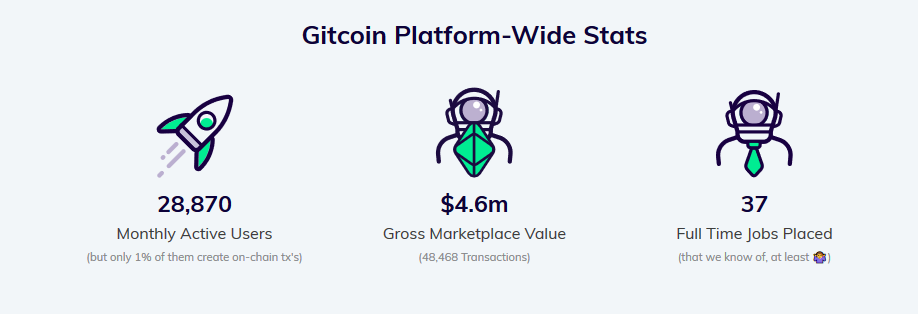 Gitcoin Platform-Wide Stats
28,870
Monthly Active Users
(but only 1% of them create on-chain tx's)
$4.6m
Gross Marketplace Value
(48,468 Transactions)
37
Full Time Jobs Placed
(that we know of, at least 🤷)